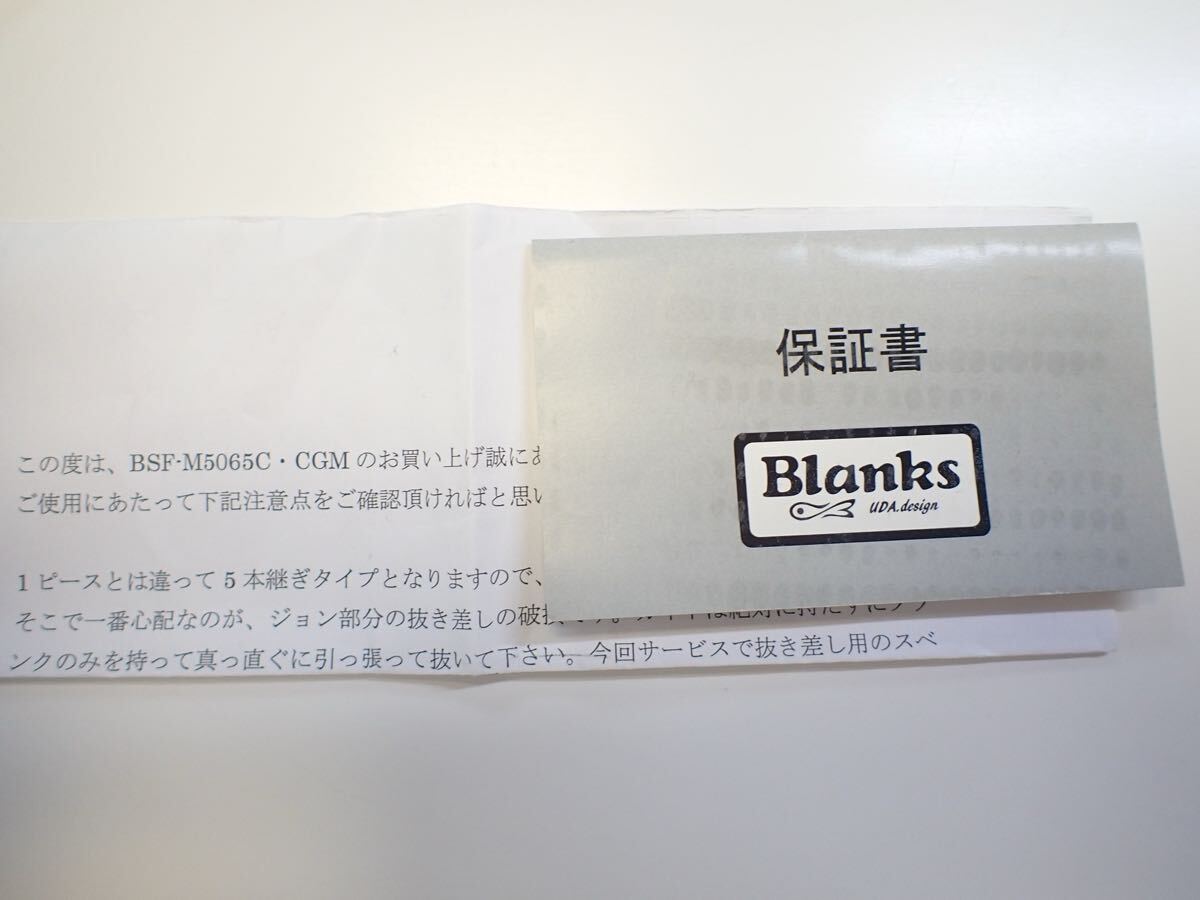 この度は、BSF-M5065C・CGMのお買い上げ誠に
ご使用にあたって下記注意点をご確認頂ければと思い
1ピースとは違って5本継ぎタイプとなりますので、
そこで一番心配なのが、ジョン部分の抜き差しの破
ンクのみを持って真っ直ぐに引っ張って抜いて下さい。今回サービスで抜き差し用のスペ
保証書
Blanks
UDA.design